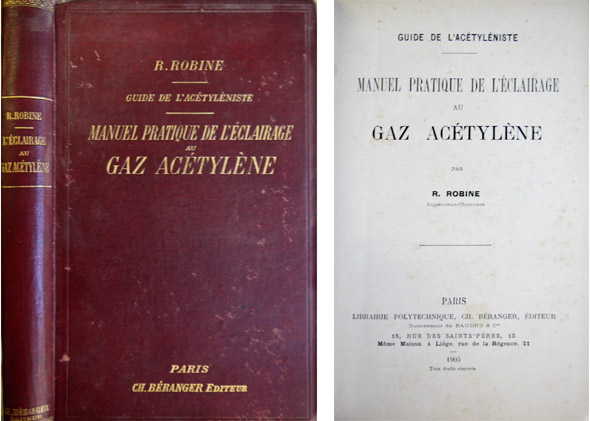 R. ROBINE
L'ÉCLAIRAGE
AU
GAZ ACÉTYLÈNE
CH. BÉRANGER
R. ROBINE
GUIDE DE L'ACÉTYLÉNISTE
MANUEL PRATIQUE DE L'ÉCLAIRAGE
AU
GAZ ACÉTYLÈNE
PARIS
CH. BÉRANGER EDITEUR
GUIDE DE L'ACÉTYLÉNISTE
MANUEL PRATIQUE DE L'ÉCLAIRAGE
AU
GAZ ACÉTYLÈNE
PAR
R. ROBINE
Ingénieur-Chimiste
PARIS
LIBRAIRIE POLYTECHNIQUE, CH. BÉRANGER, ÉDITEUR
Successeur de BAUDRY & Cie
15, RUE DES SAINTS-PÈRES, 15
Même Maison à Liège, rue de la Régence, 21
1905
Tous droits réservés